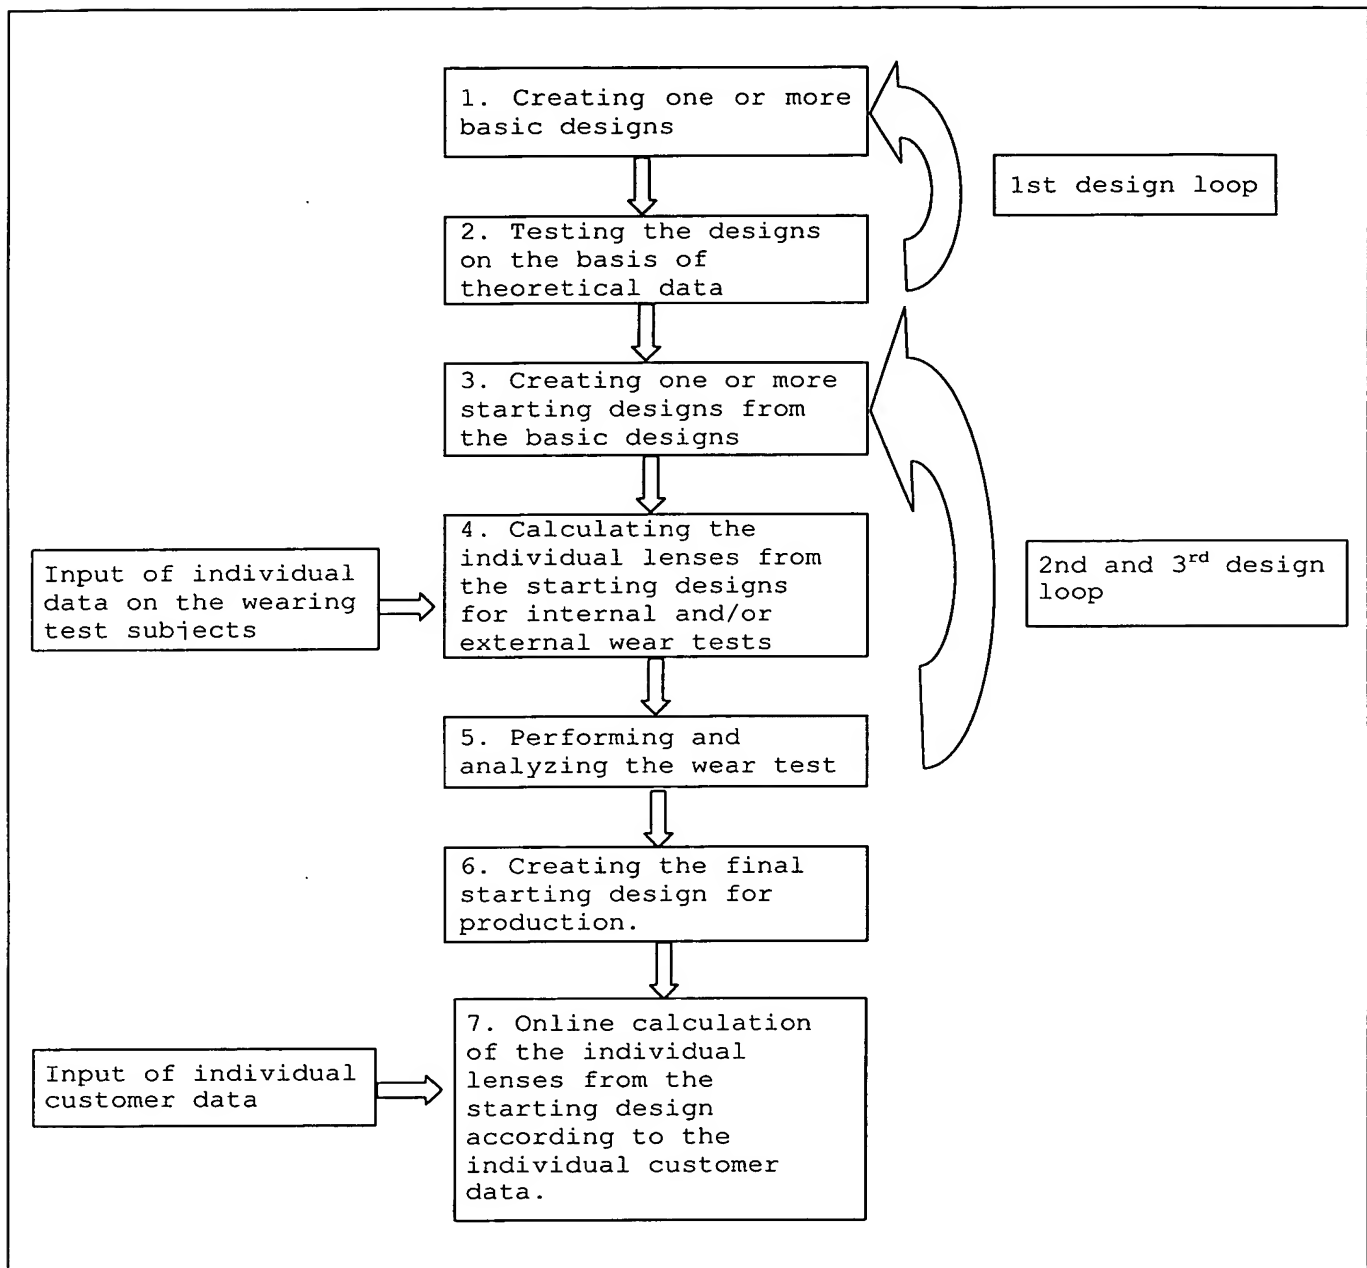 1. Creating one or more
basic designs
1st design loop
2. Testing the designs
on the basis of
theoretical data
3. Creating one or more
starting designs from
the basic designs
4. Calculating the
individual lenses from
the starting designs
for internal and/or
external wear tests
Input of individual
data on the wearing
test subjects
2nd and 3rd design
loop
5. Performing and
analyzing the wear test
6. Creating the final
starting design for
production.
7. Online calculation
of the individual
lenses from the
starting design
according to the
individual customer
data.
Input of individual
customer data